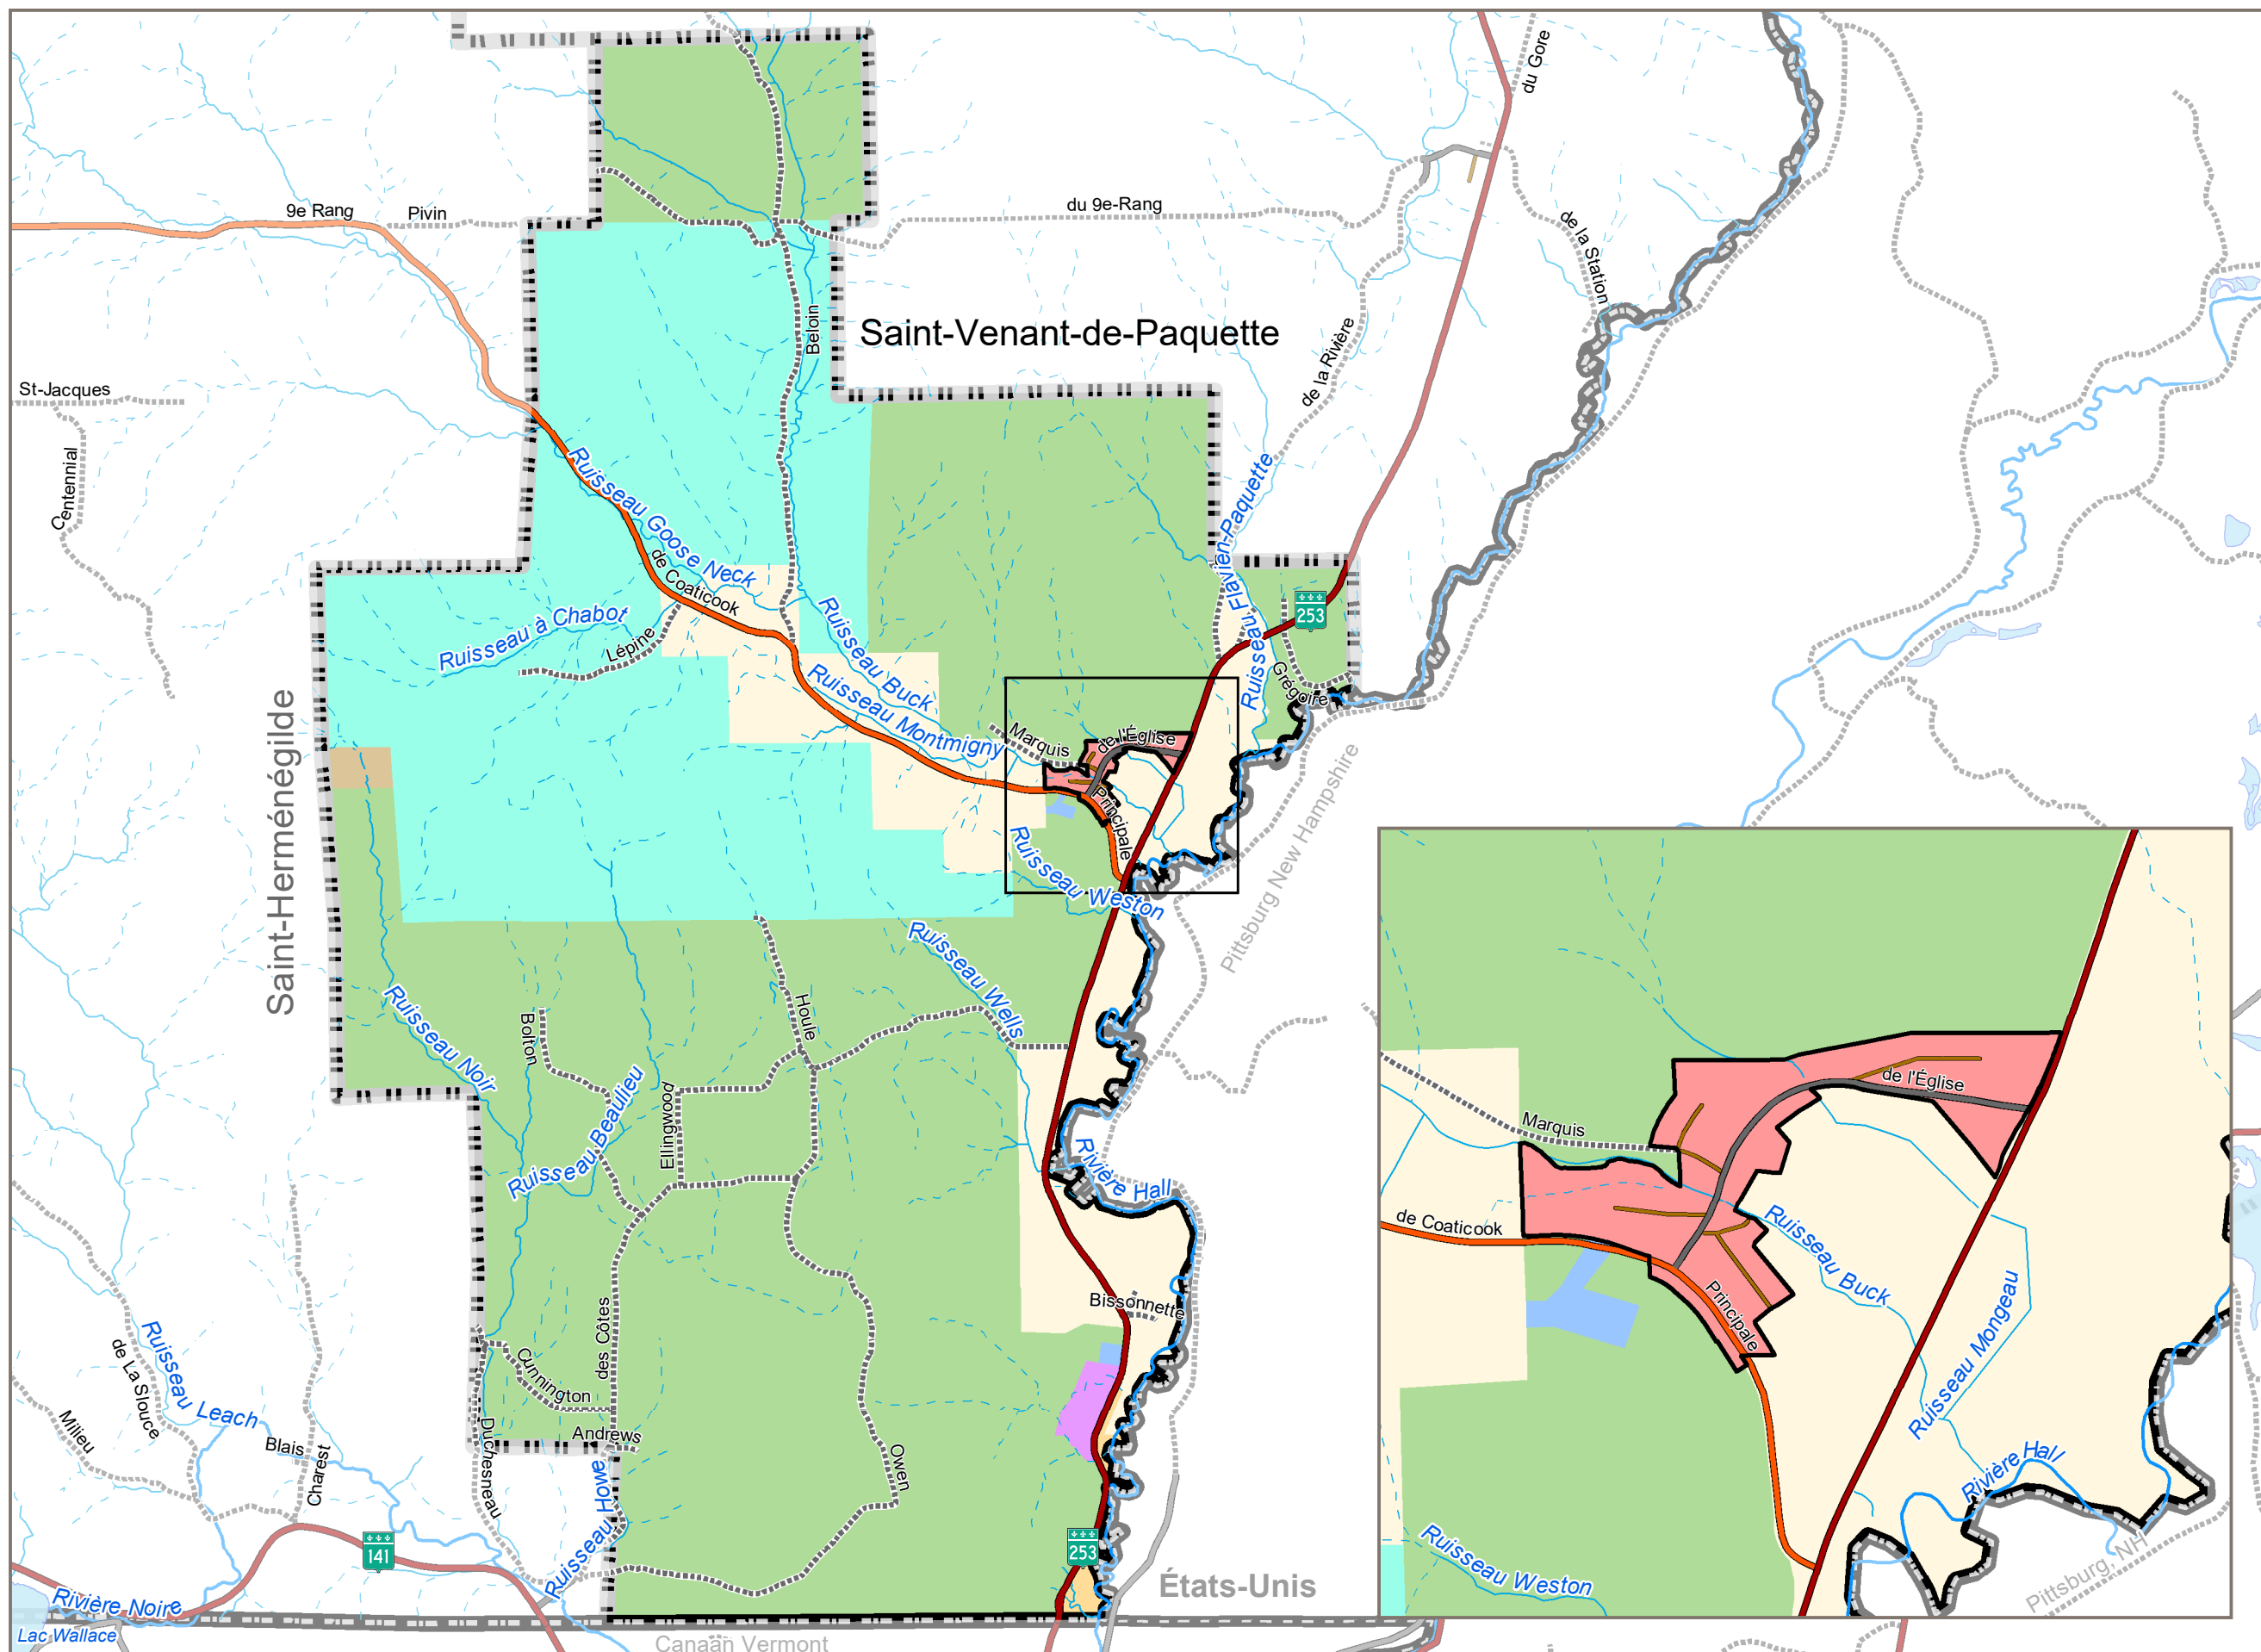 du Gore
9e Rang
Pivin
du 9e-Rang
de la Station
Beloin
Saint-Venant-de-Paquette
de la Rivière
St-Jacques
Centennial
Ruisseau Goose Neck
de Coaticook
Ruisseau Flavien-Paquette
253
Ruisseau à Chabot
Lépine
Ruisseau Buck
Ruisseau Montmigny
Grégoire
Marquis
de l'Église
Principale
Saint-Herménégilde
Pittsburg New Hampshire
Ruisseau Weston
Ruisseau Wells
Ruisseau Noir
Bolton
Houle
Ellingwood
Ruisseau Beaulieu
Rivière Hall
Bissonnette
des Côtes
Cunnington
Andrews
Duchesneau
Owen
Ruisseau Howe
Ruisseau Leach
de La Slouce
Milieu
Blais
Charest
141
253
Rivière Noire
Lac Wallace
États-Unis
Canaan Vermont
de l'Église
Marquis
de Coaticook
Ruisseau Buck
Principale
Ruisseau Mongeau
Rivière Hall
Ruisseau Weston
Pittsburg, NH